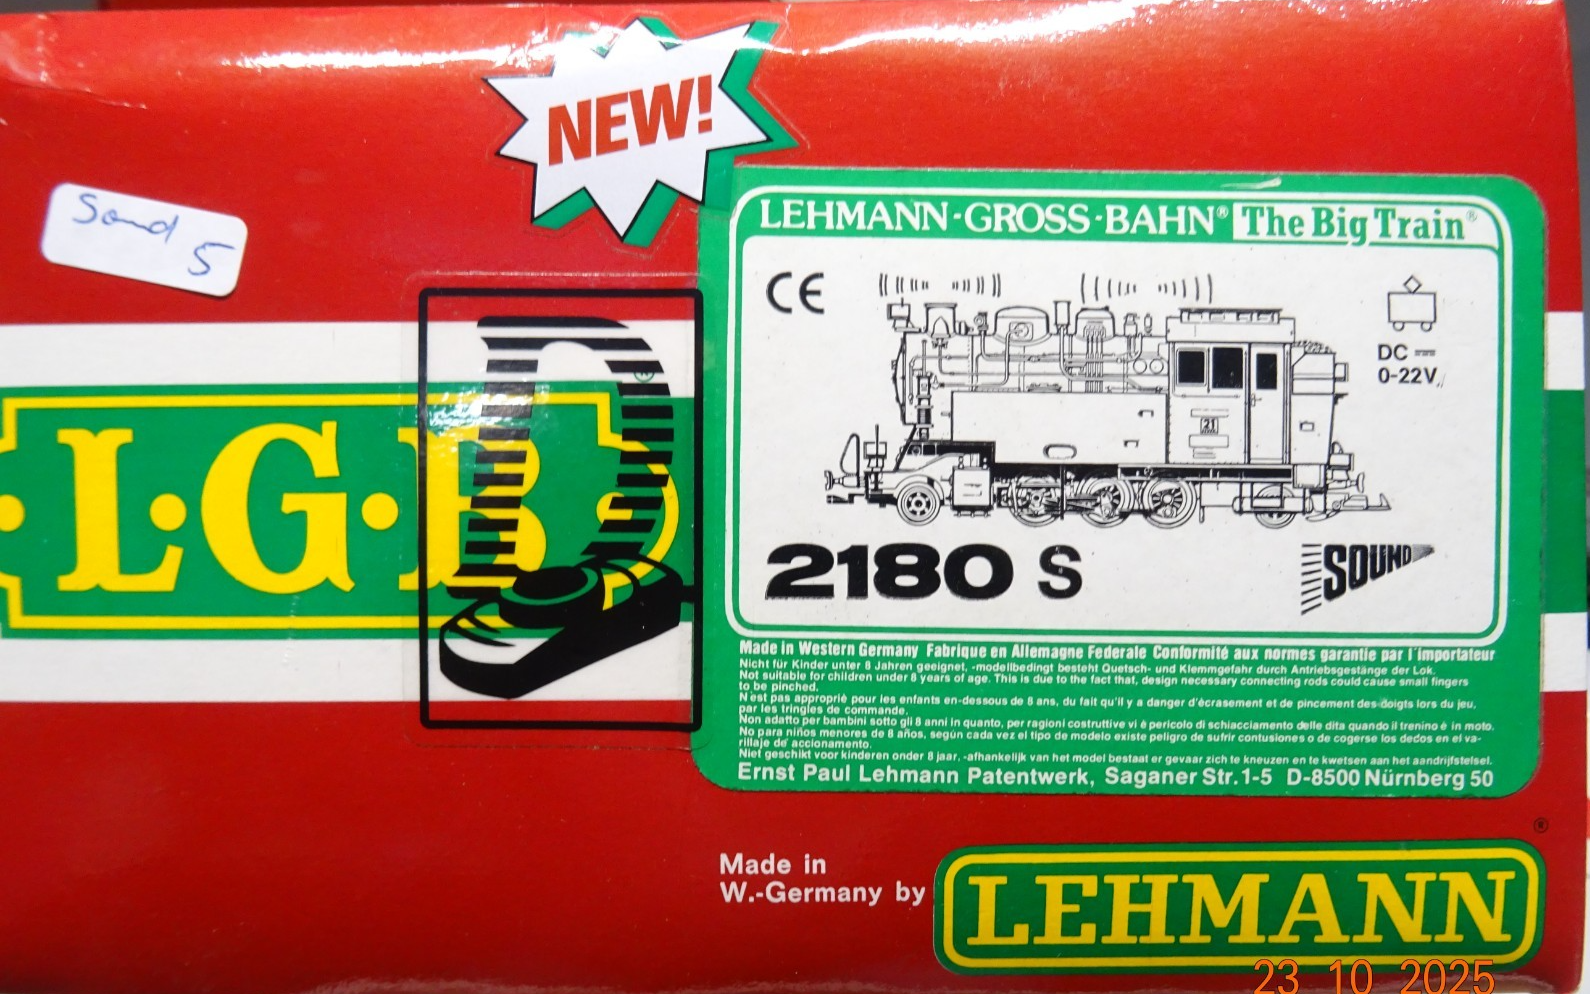 NEW!
Sound
5
LEHMANN-GROSS-BAHN® The Big Train®
CE
DC
0-22V
21
2180 S
SOUND
L·G·B·
®
Made in Western Germany Fabrique en Allemagne Federale Conformité aux normes garantie par l'importateur
Nicht für Kinder unter 8 Jahren geeignet, -modellbedingt besteht Quetsch- und Klemmgefahr durch Antriebsgestänge der Lok.
Not suitable for children under 8 years of age. This is due to the fact that, design necessary connecting rods could cause small fingers
to be pinched.
N'est pas approprié pour les enfants en-dessous de 8 ans, du fait qu'il y a danger d'écrasement et de pincement des doigts lors du jeu,
par les tringles de commande.
Non adatto per bambini sotto gli 8 anni in quanto, per ragioni costruttive vi è pericolo di schiacciamento delle dita quando il trenino è in moto.
No para niños menores de 8 años, según cada vez el tipo de modelo existe peligro de sufrir contusiones o de cogerse los dedos en el va-
rillaje de accionamento.
Niet geschikt voor kinderen onder 8 jaar, -afhankelijk van het model bestaat er gevaar zich te kneuzen en te kwetsen aan het aandrijfstelsel.
Ernst Paul Lehmann Patentwerk, Saganer Str. 1-5 D-8500 Nürnberg 50
Made in
W.-Germany by
LEHMANN
®
23 10 2025